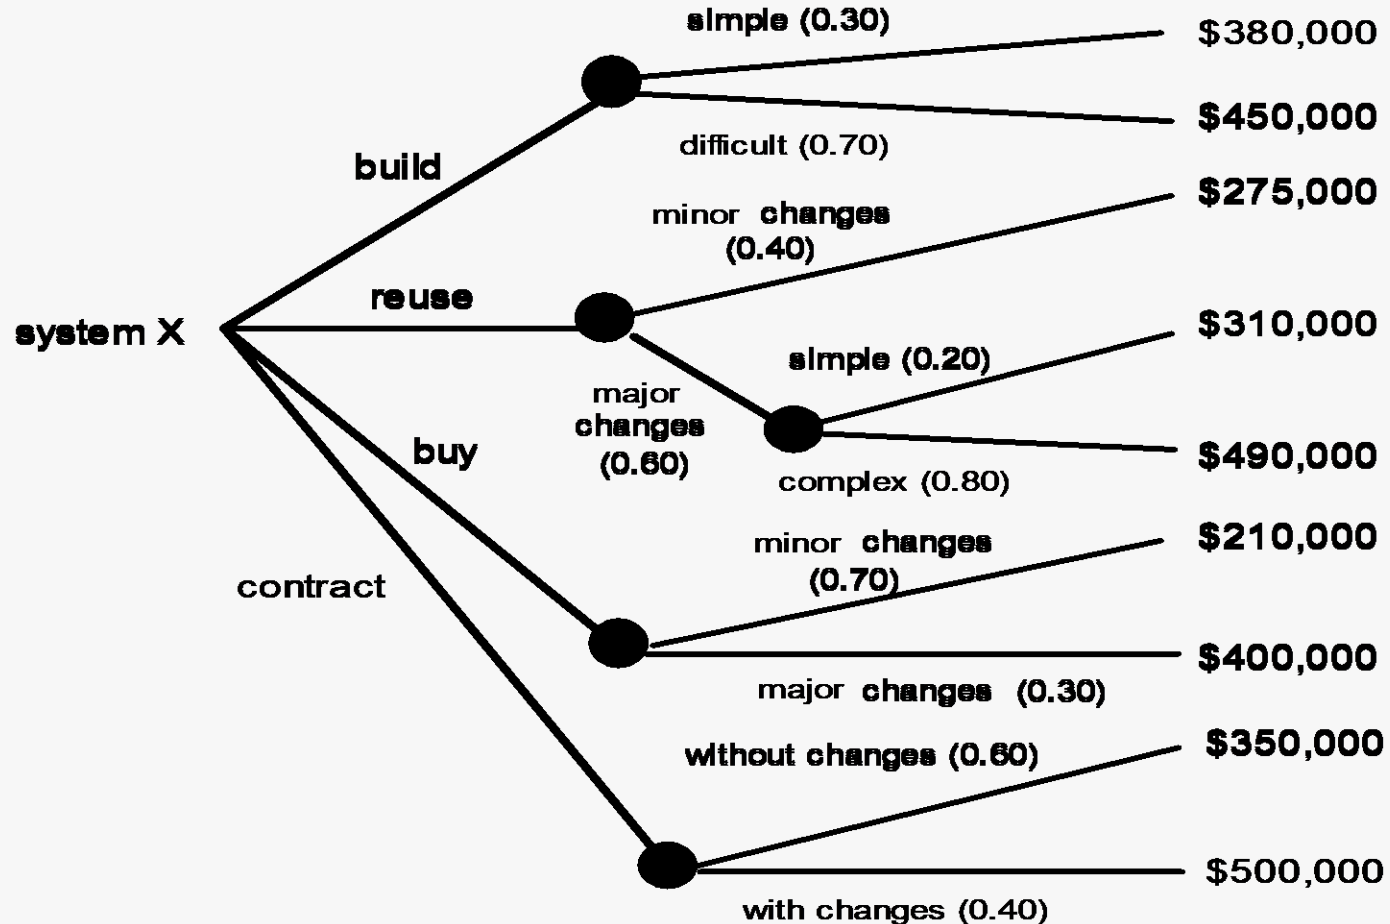 simple (0.30)
$380,000
$450,000
difficult (0.70)
build
$275,000
minor changes
(0.40)
reuse
system X
$310,000
simple (0.20)
major
changes
(0.60)
buy
$490,000
complex (0.80)
$210,000
minor changes
(0.70)
contract
$400,000
major changes (0.30)
$350,000
without changes (0.60)
$500,000
with changes (0.40)